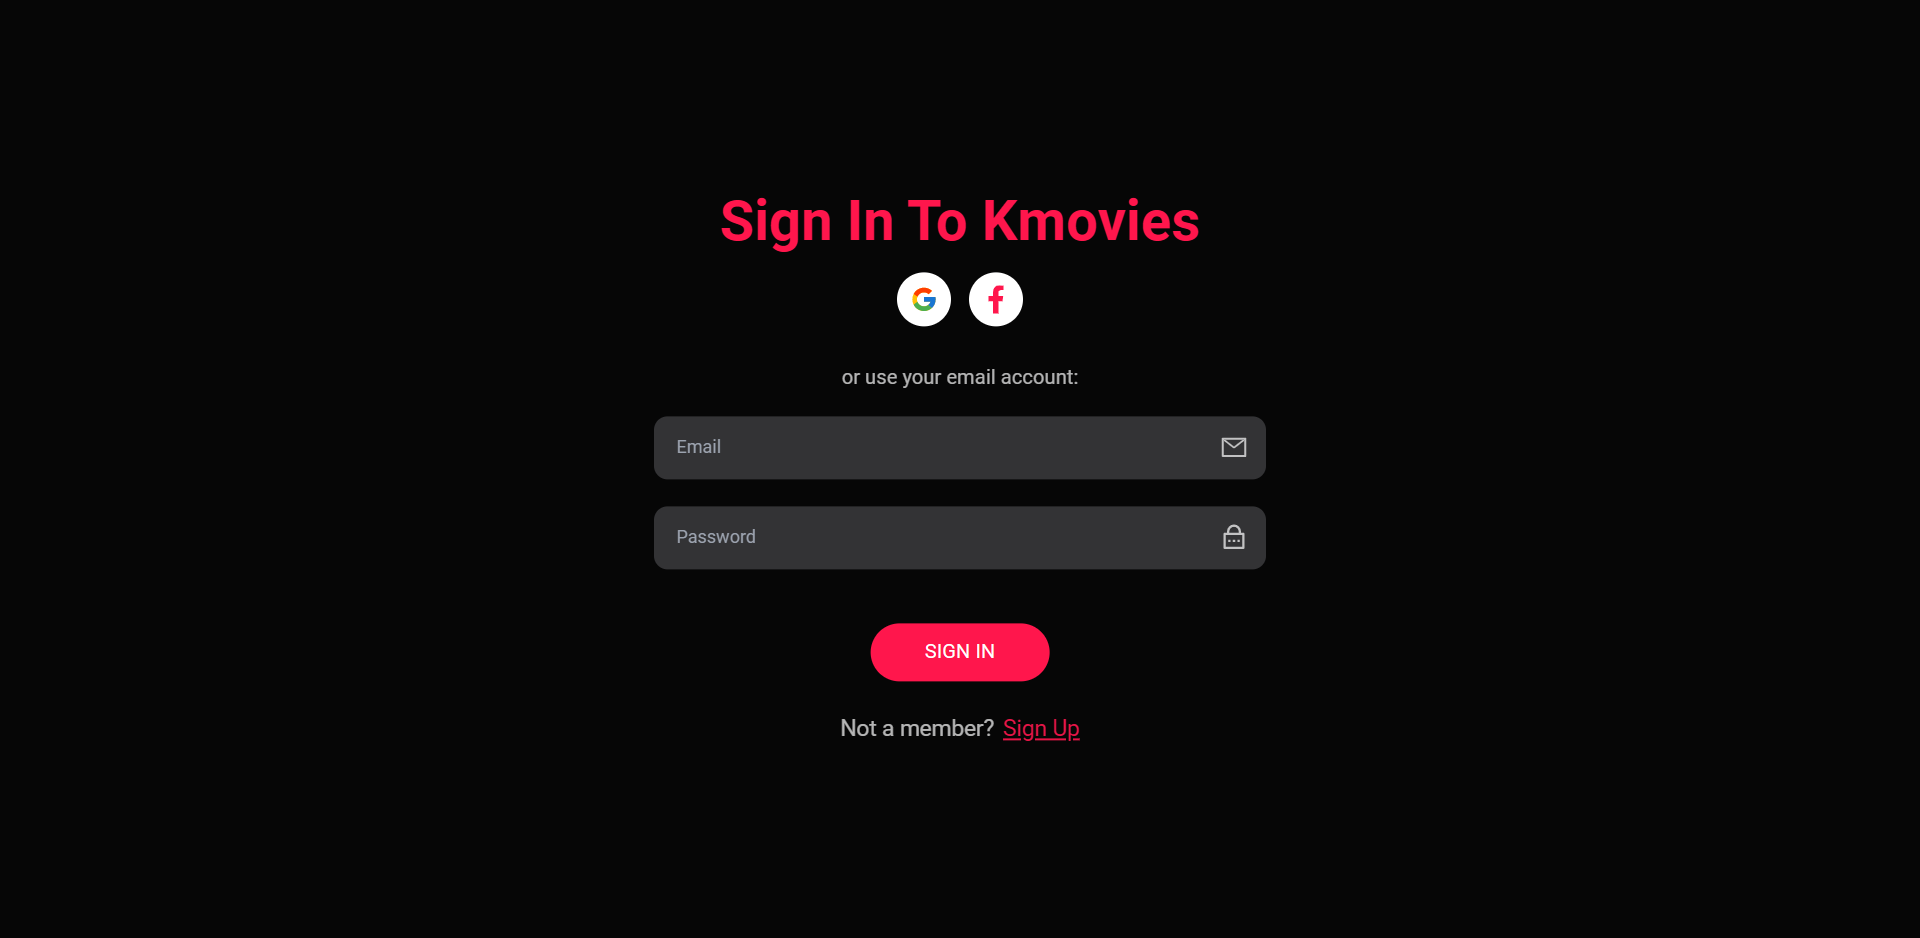 Sign In To Kmovies
or use your email account:
Email
Password
SIGN IN
Not a member? Sign Up